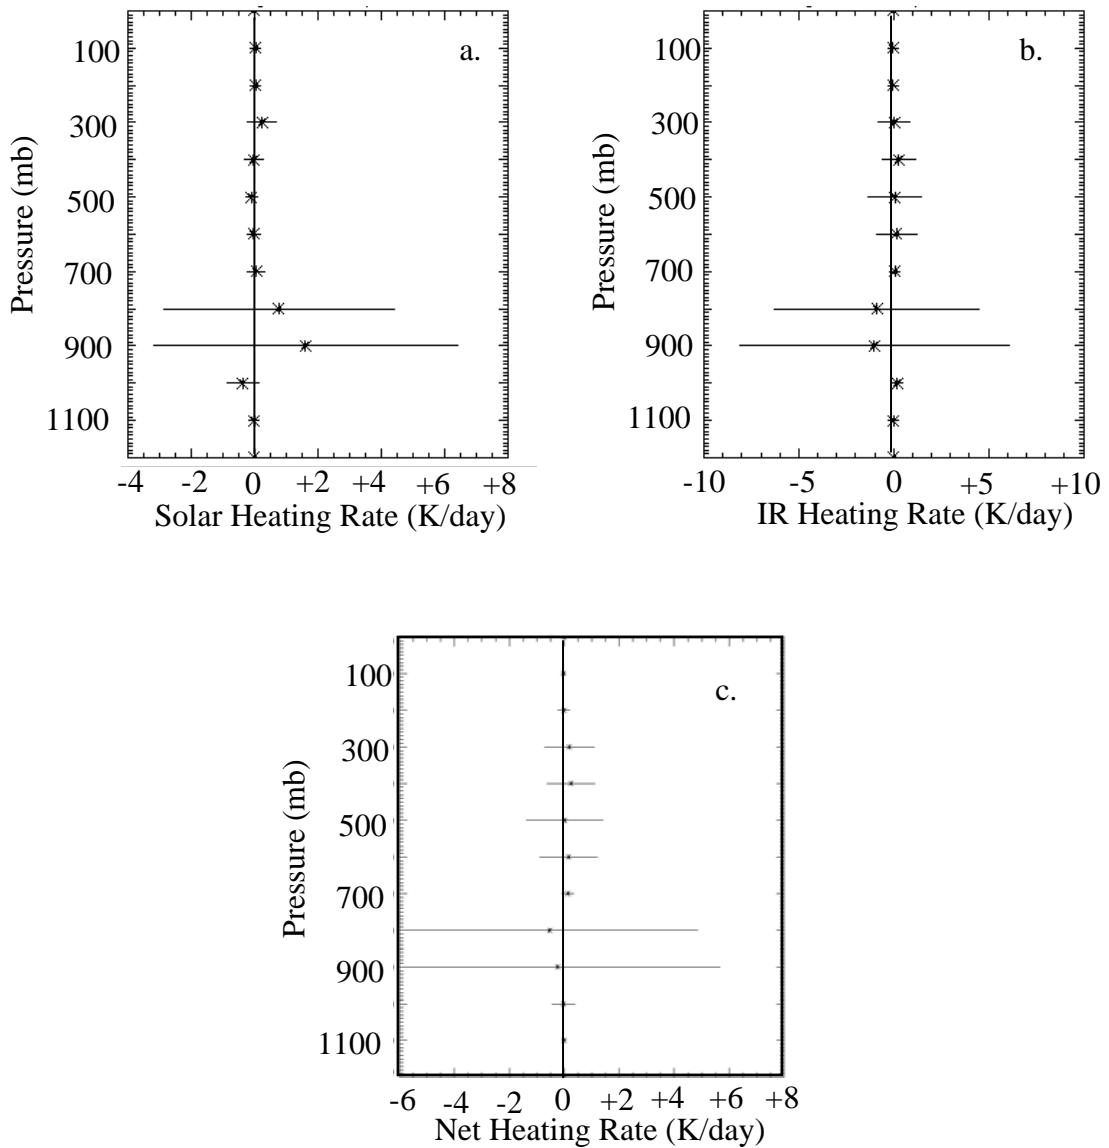 a.
100
300
500
700
900
1100
Pressure (mb)
-4 -2 0 +2 +4 +6 +8
Solar Heating Rate (K/day)
b.
100
300
500
700
900
1100
Pressure (mb)
-10 -5 0 +5 +10
IR Heating Rate (K/day)
c.
100
300
500
700
900
1100
Pressure (mb)
-6 -4 -2 0 +2 +4 +6 +8
Net Heating Rate (K/day)